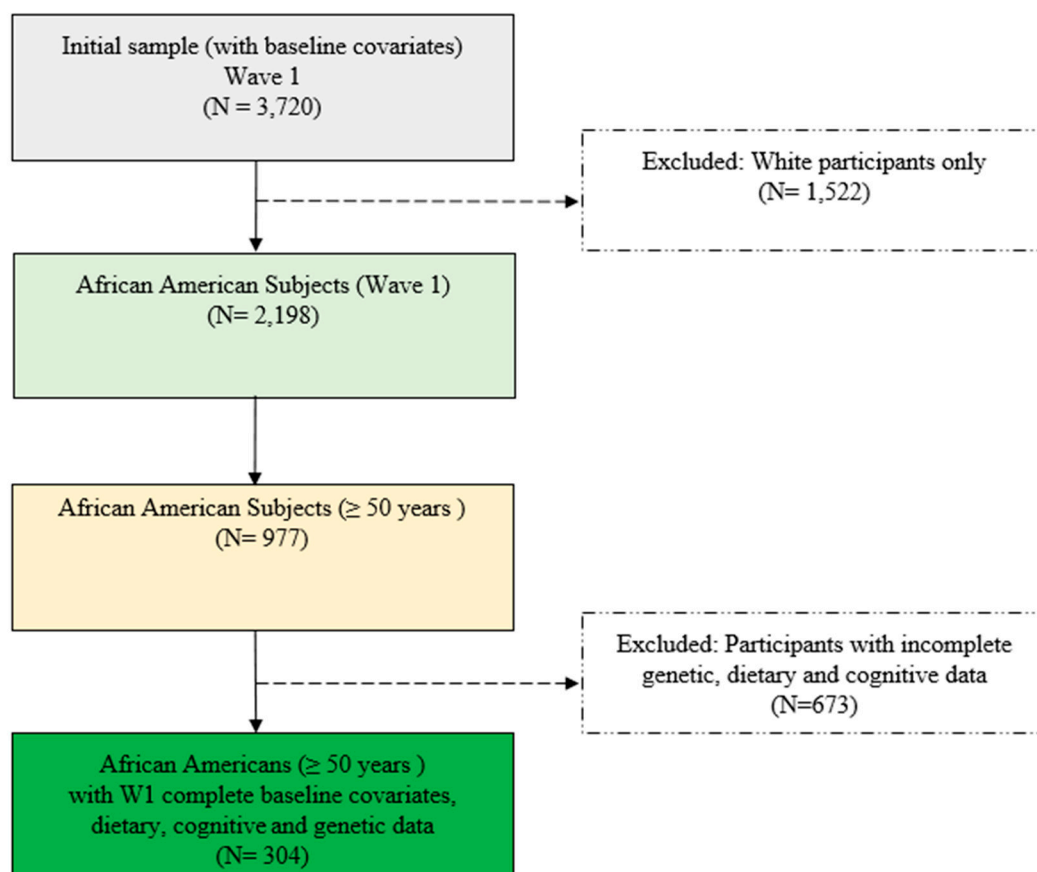 Initial sample (with baseline covariates)
Wave 1
(N = 3,720)
Excluded: White participants only
(N= 1,522)
African American Subjects (Wave 1)
(N= 2,198)
African American Subjects (≥ 50 years )
(N= 977)
Excluded: Participants with incomplete
genetic, dietary and cognitive data
(N=673)
African Americans (≥ 50 years )
with W1 complete baseline covariates,
dietary, cognitive and genetic data
(N= 304)